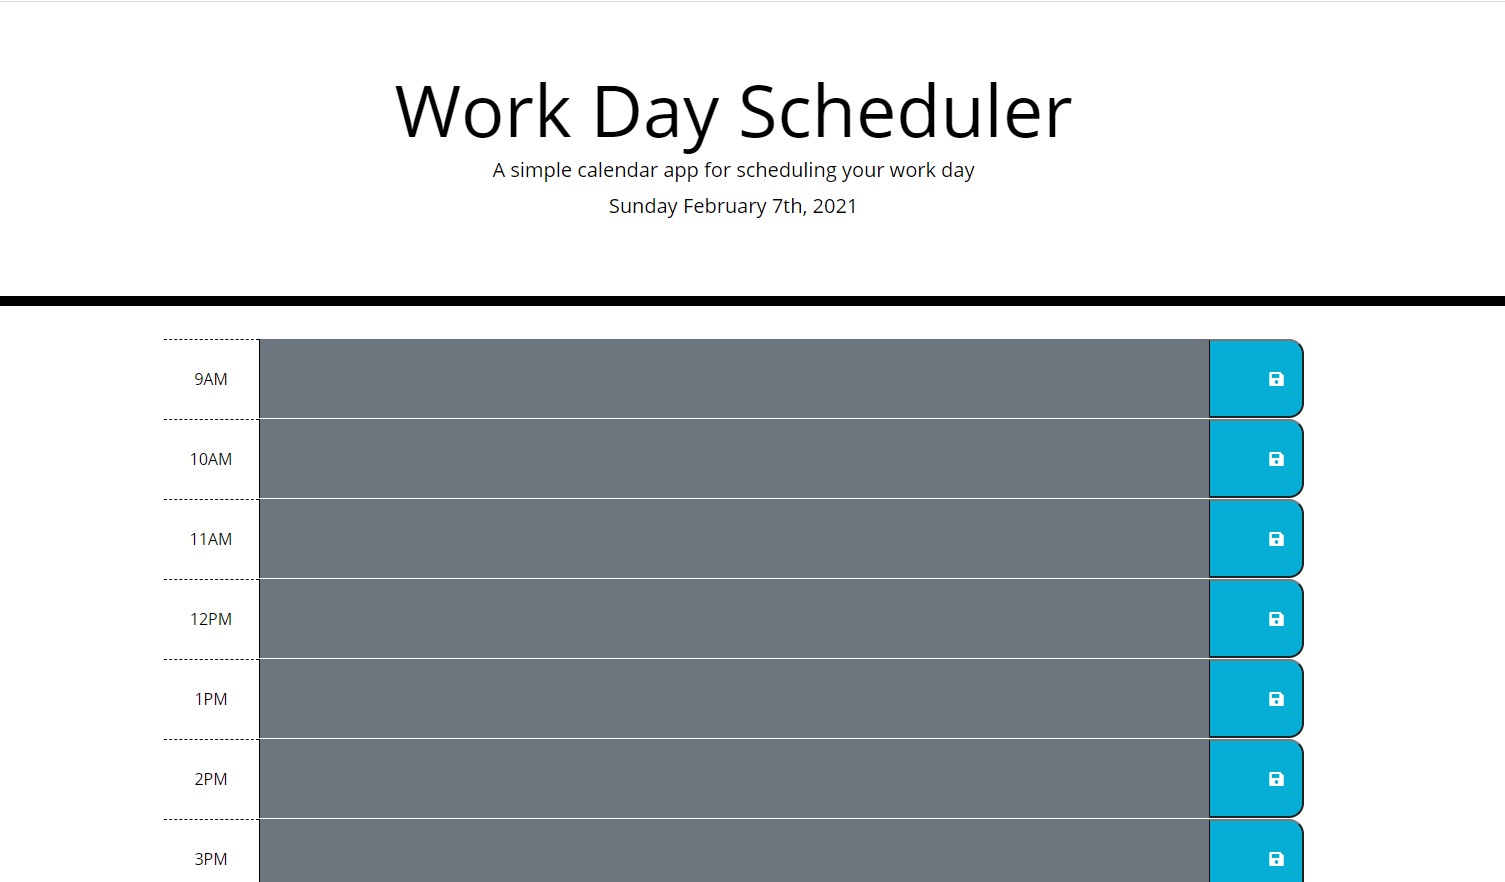 Work Day Scheduler
A simple calendar app for scheduling your work day
Sunday February 7th, 2021
9AM
10AM
11AM
12PM
1PM
2PM
3PM